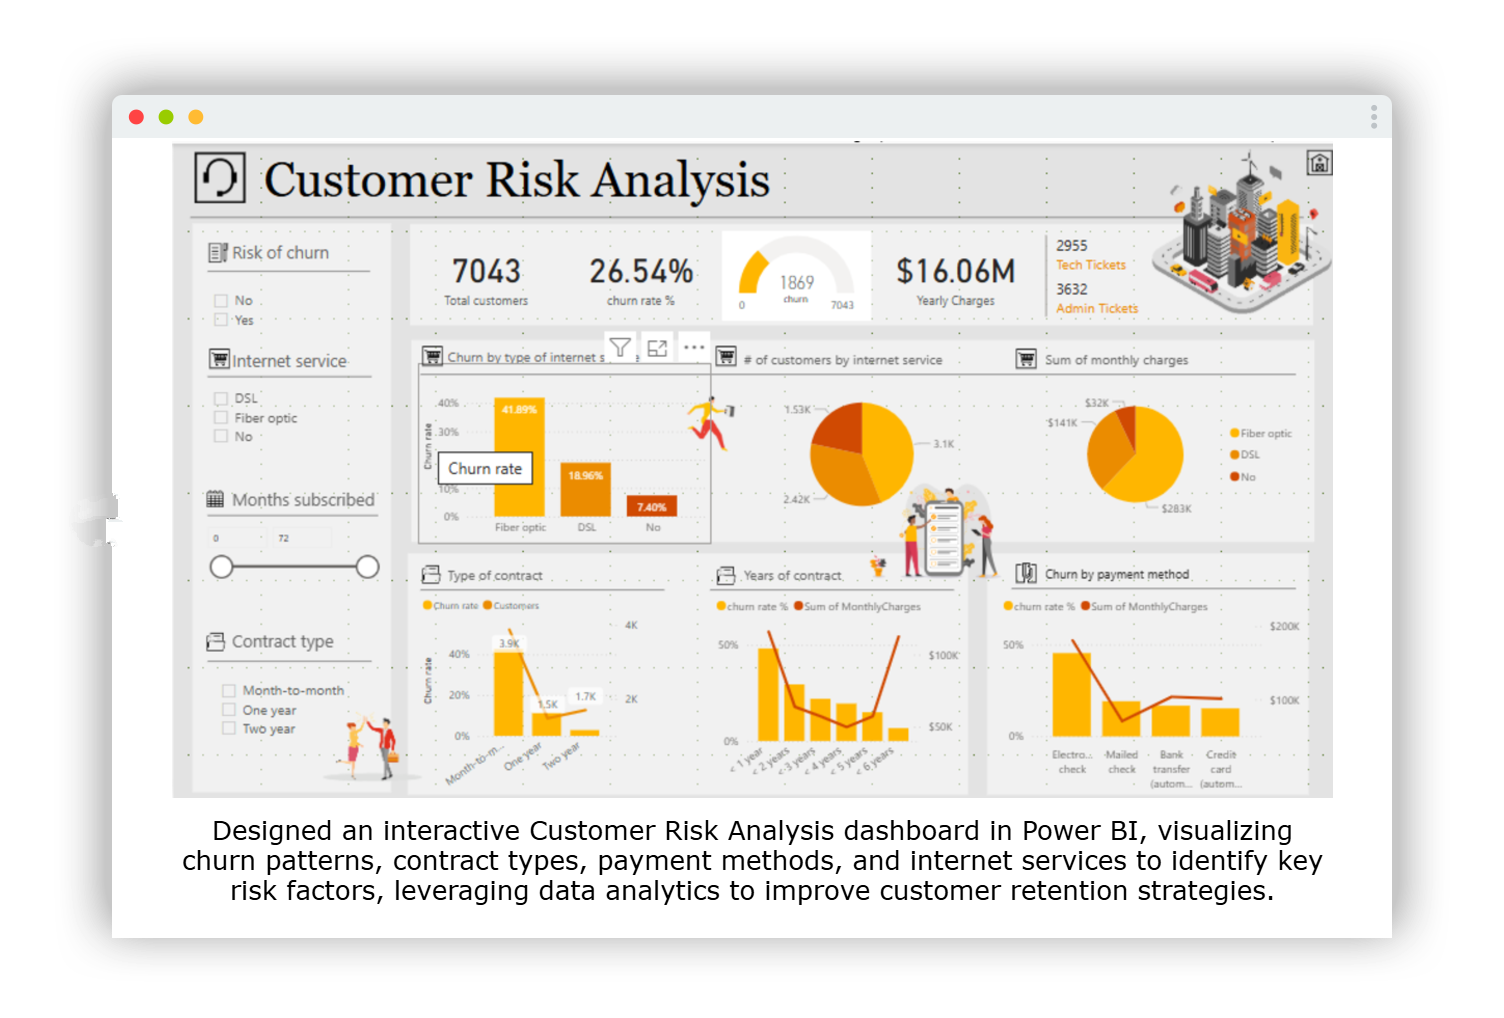 Customer Risk Analysis
Risk of churn
No
Yes
Internet service
DSL
Fiber optic
No
Months subscribed
0
72
Contract type
Month-to-month
One year
Two year
7043
Total customers
26.54%
churn rate %
1869
churn
0
7043
$16.06M
Yearly Charges
2955
Tech Tickets
3632
Admin Tickets
Churn by type of internet s
Churn rate
40%
30%
10%
0%
41.89%
18.96%
7.40%
Fiber optic
DSL
No
Churn rate
# of customers by internet service
1.53K
3.1K
2.42K
Sum of monthly charges
$32K
$141K
$283K
Fiber optic
DSL
No
Type of contract
Churn rate
Customers
Churn rate
40%
20%
0%
4K
2K
3.9K
1.5K
1.7K
Month-to-m...
One year
Two year
Years of contract
churn rate %
Sum of MonthlyCharges
50%
0%
$100K
$50K
< 1 year
< 2 years
< 3 years
< 4 years
< 5 years
< 6 years
Churn by payment method
churn rate %
Sum of MonthlyCharges
50%
0%
$200K
$100K
Electro...
check
Mailed
check
Bank
transfer
(autom...
Credit
card
(autom...
Designed an interactive Customer Risk Analysis dashboard in Power BI, visualizing
churn patterns, contract types, payment methods, and internet services to identify key
risk factors, leveraging data analytics to improve customer retention strategies.